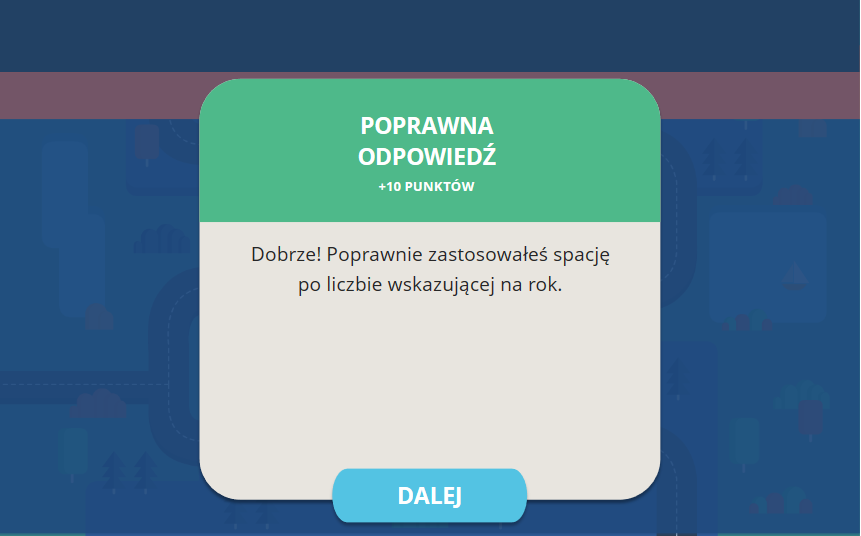 POPRAWNA
ODPOWIEDŹ
+10 PUNKTÓW
Dobrze! Poprawnie zastosowałeś spację
po liczbie wskazującej na rok.
DALEJ